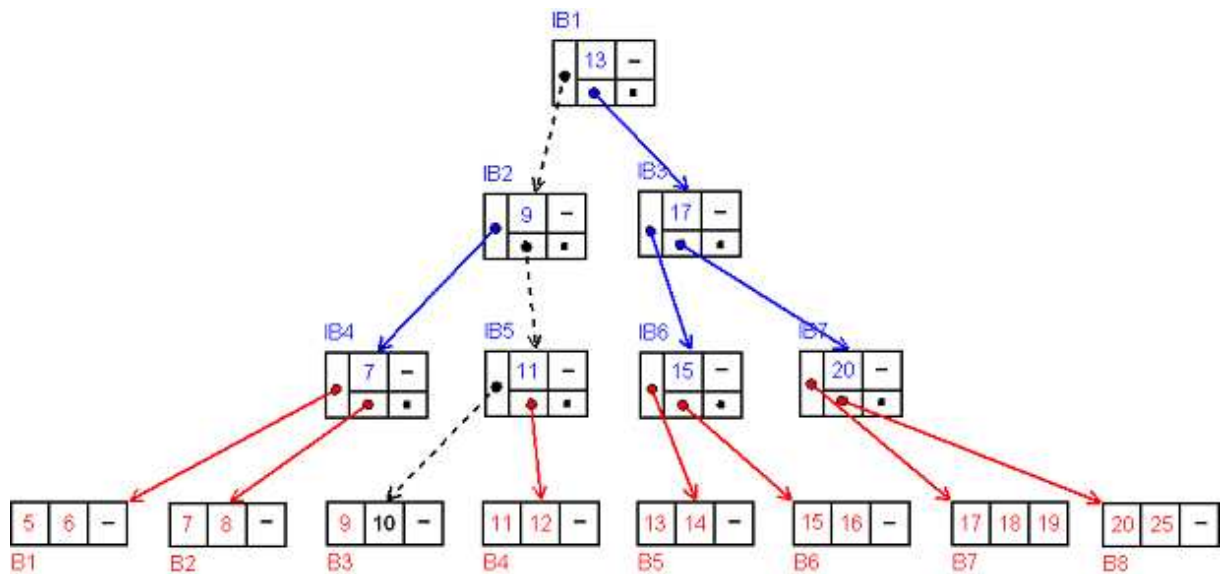 IB1
13 –
IB2 IB3
9 – 17 –
IB4 IB5 IB6 IB7
7 – 11 – 15 – 20 –
5 6 – 7 8 – 9 10 – 11 12 – 13 14 – 15 16 – 17 18 19 20 25 –
B1 B2 B3 B4 B5 B6 B7 B8